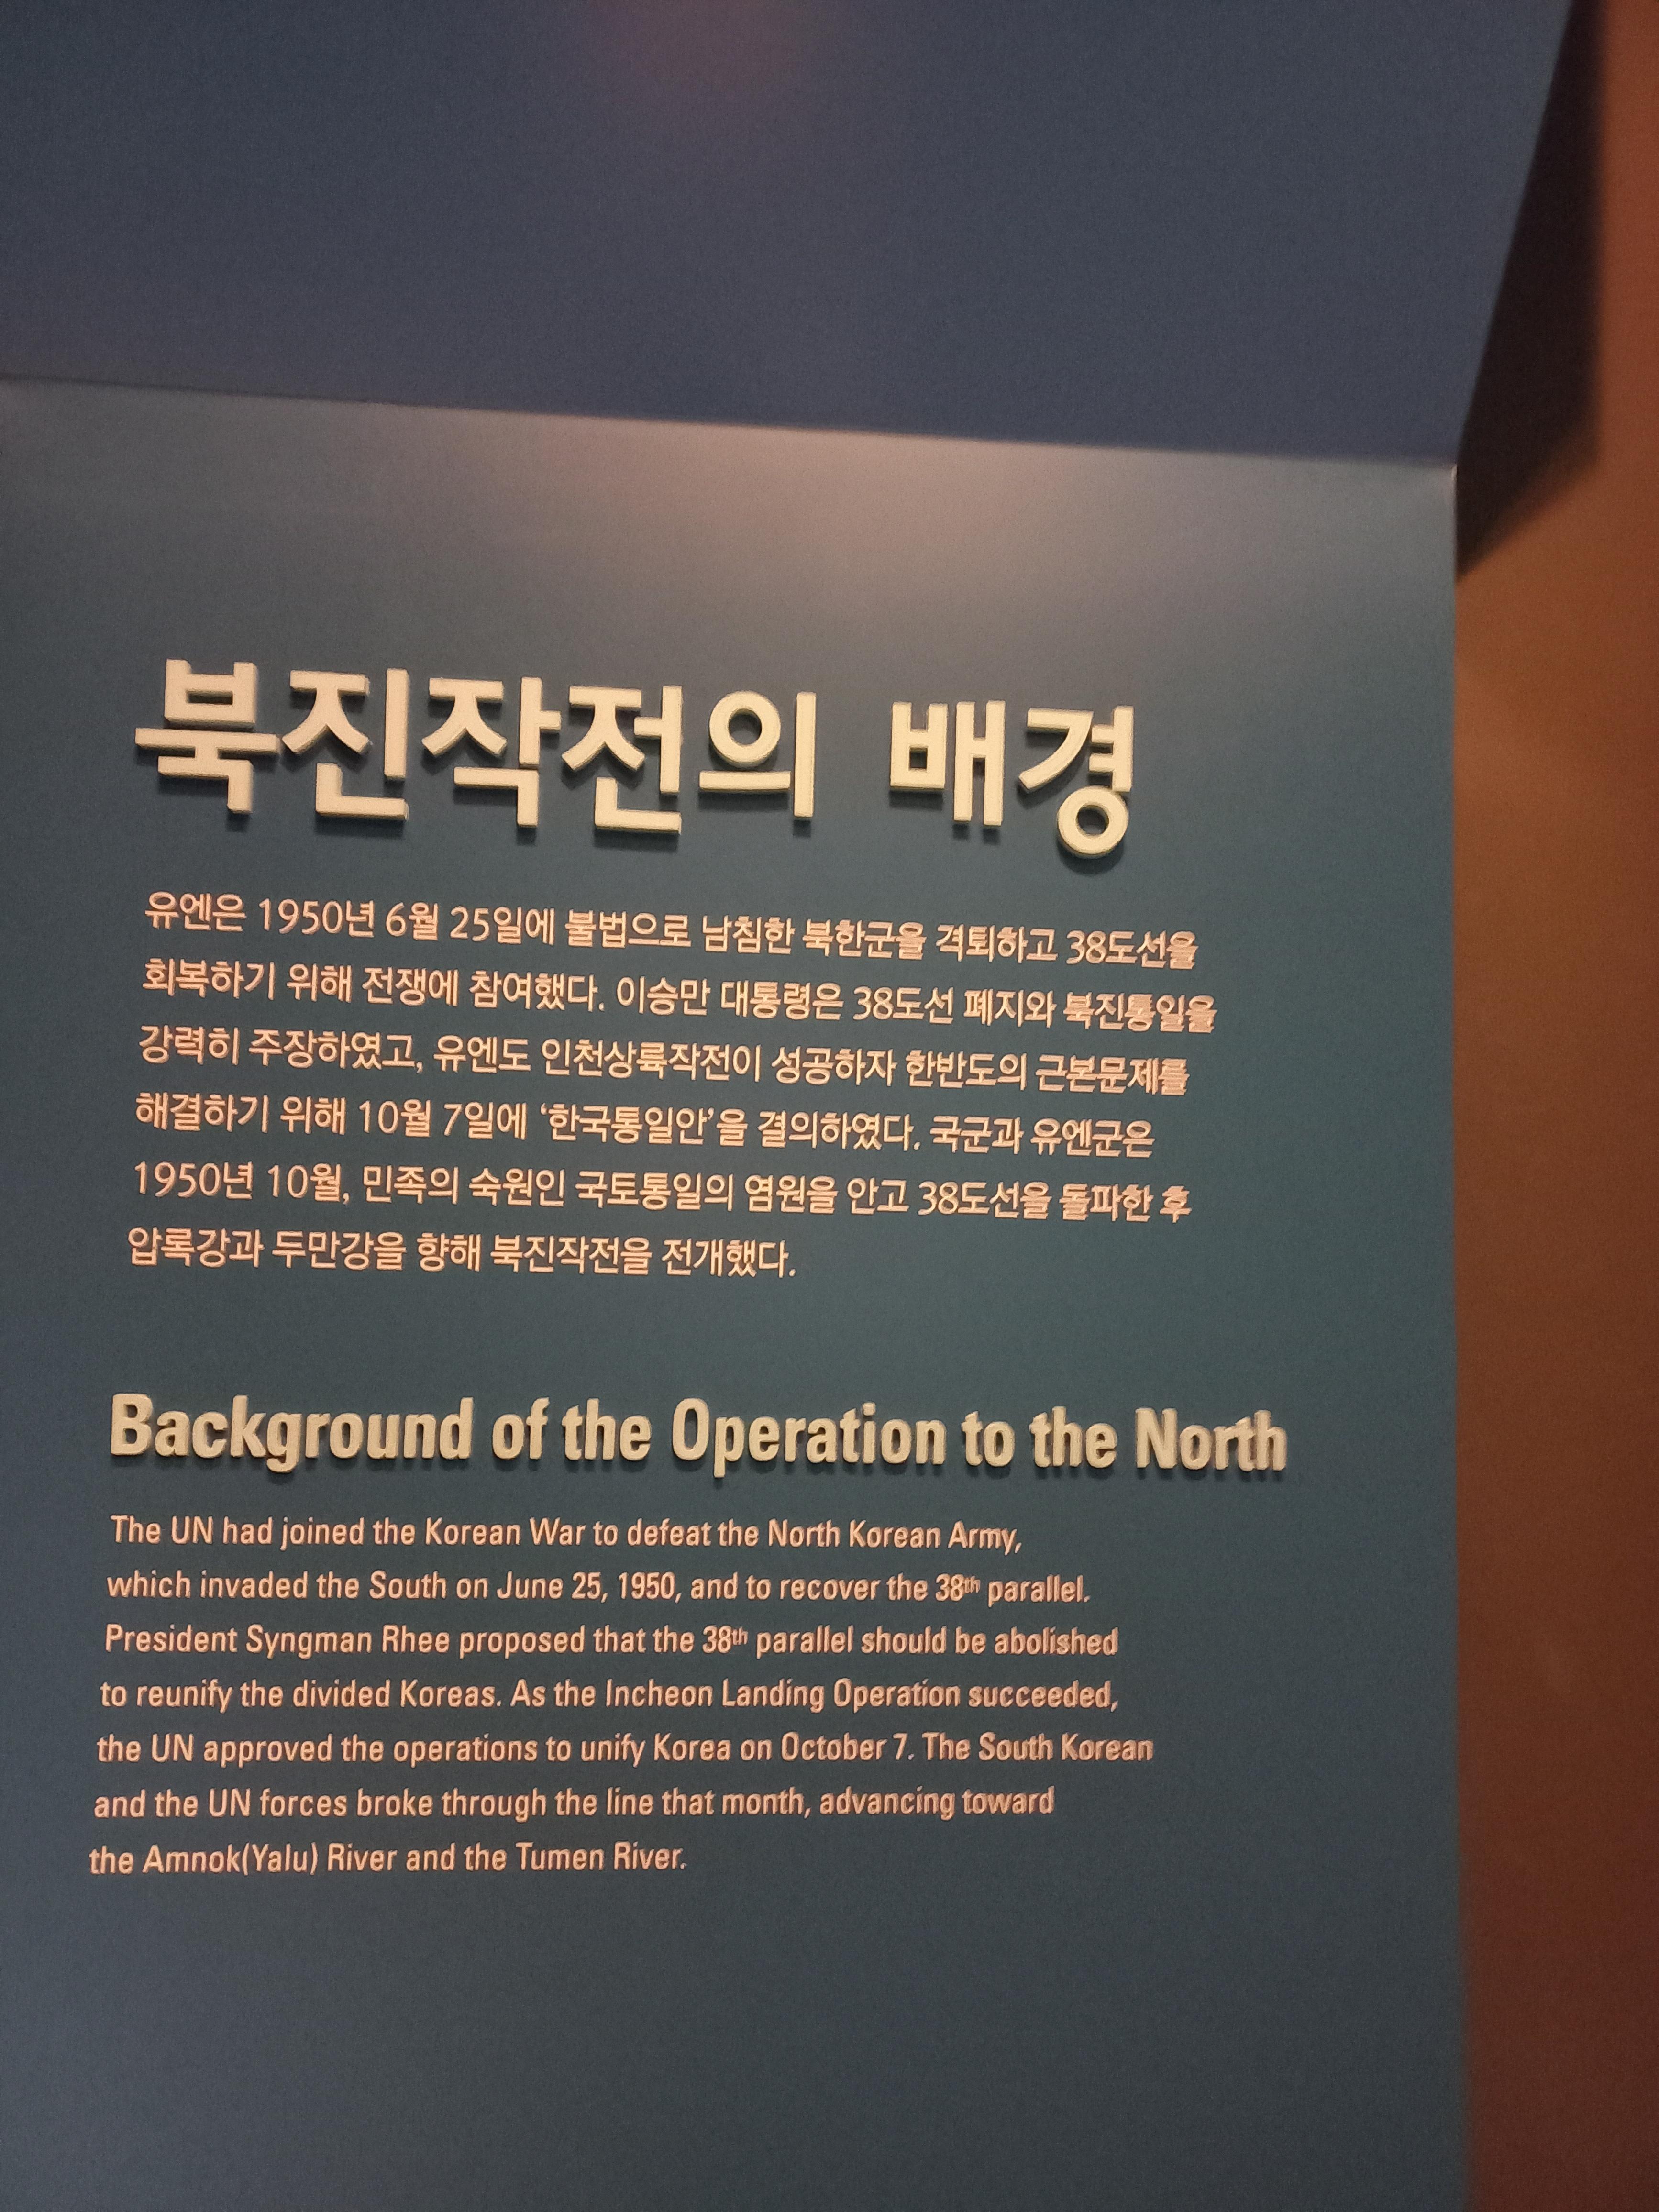 북진작전의 배경
유엔은 1950년 6월 25일에 불법으로 남침한 북한군을 격퇴하고 38도선을
회복하기 위해 전쟁에 참여했다. 이승만 대통령은 38도선 폐지와 북진통일을
강력히 주장하였고, 유엔도 인천상륙작전이 성공하자 한반도의 근본문제를
해결하기 위해 10월 7일에 ‘한국통일안’을 결의하였다. 국군과 유엔군은
1950년 10월, 민족의 숙원인 국토통일의 염원을 안고 38도선을 돌파한 후
압록강과 두만강을 향해 북진작전을 전개했다.
Background of the Operation to the North
The UN had joined the Korean War to defeat the North Korean Army,
which invaded the South on June 25, 1950, and to recover the 38th parallel.
President Syngman Rhee proposed that the 38th parallel should be abolished
to reunify the divided Koreas. As the Incheon Landing Operation succeeded,
the UN approved the operations to unify Korea on October 7. The South Korean
and the UN forces broke through the line that month, advancing toward
the Amnok(Yalu) River and the Tumen River.